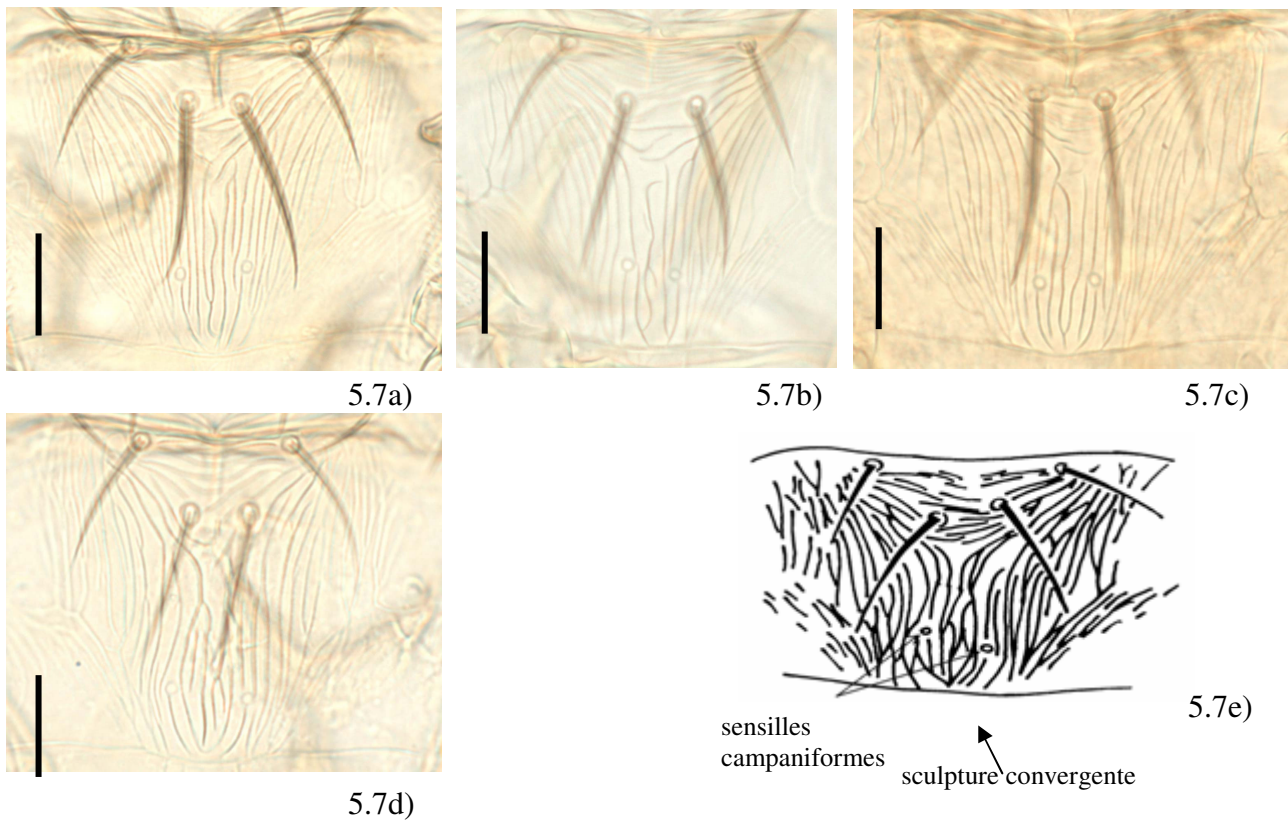 5.7a)
5.7b)
5.7c)
5.7d)
5.7e)
sensilles
campaniformes
sculpture convergente